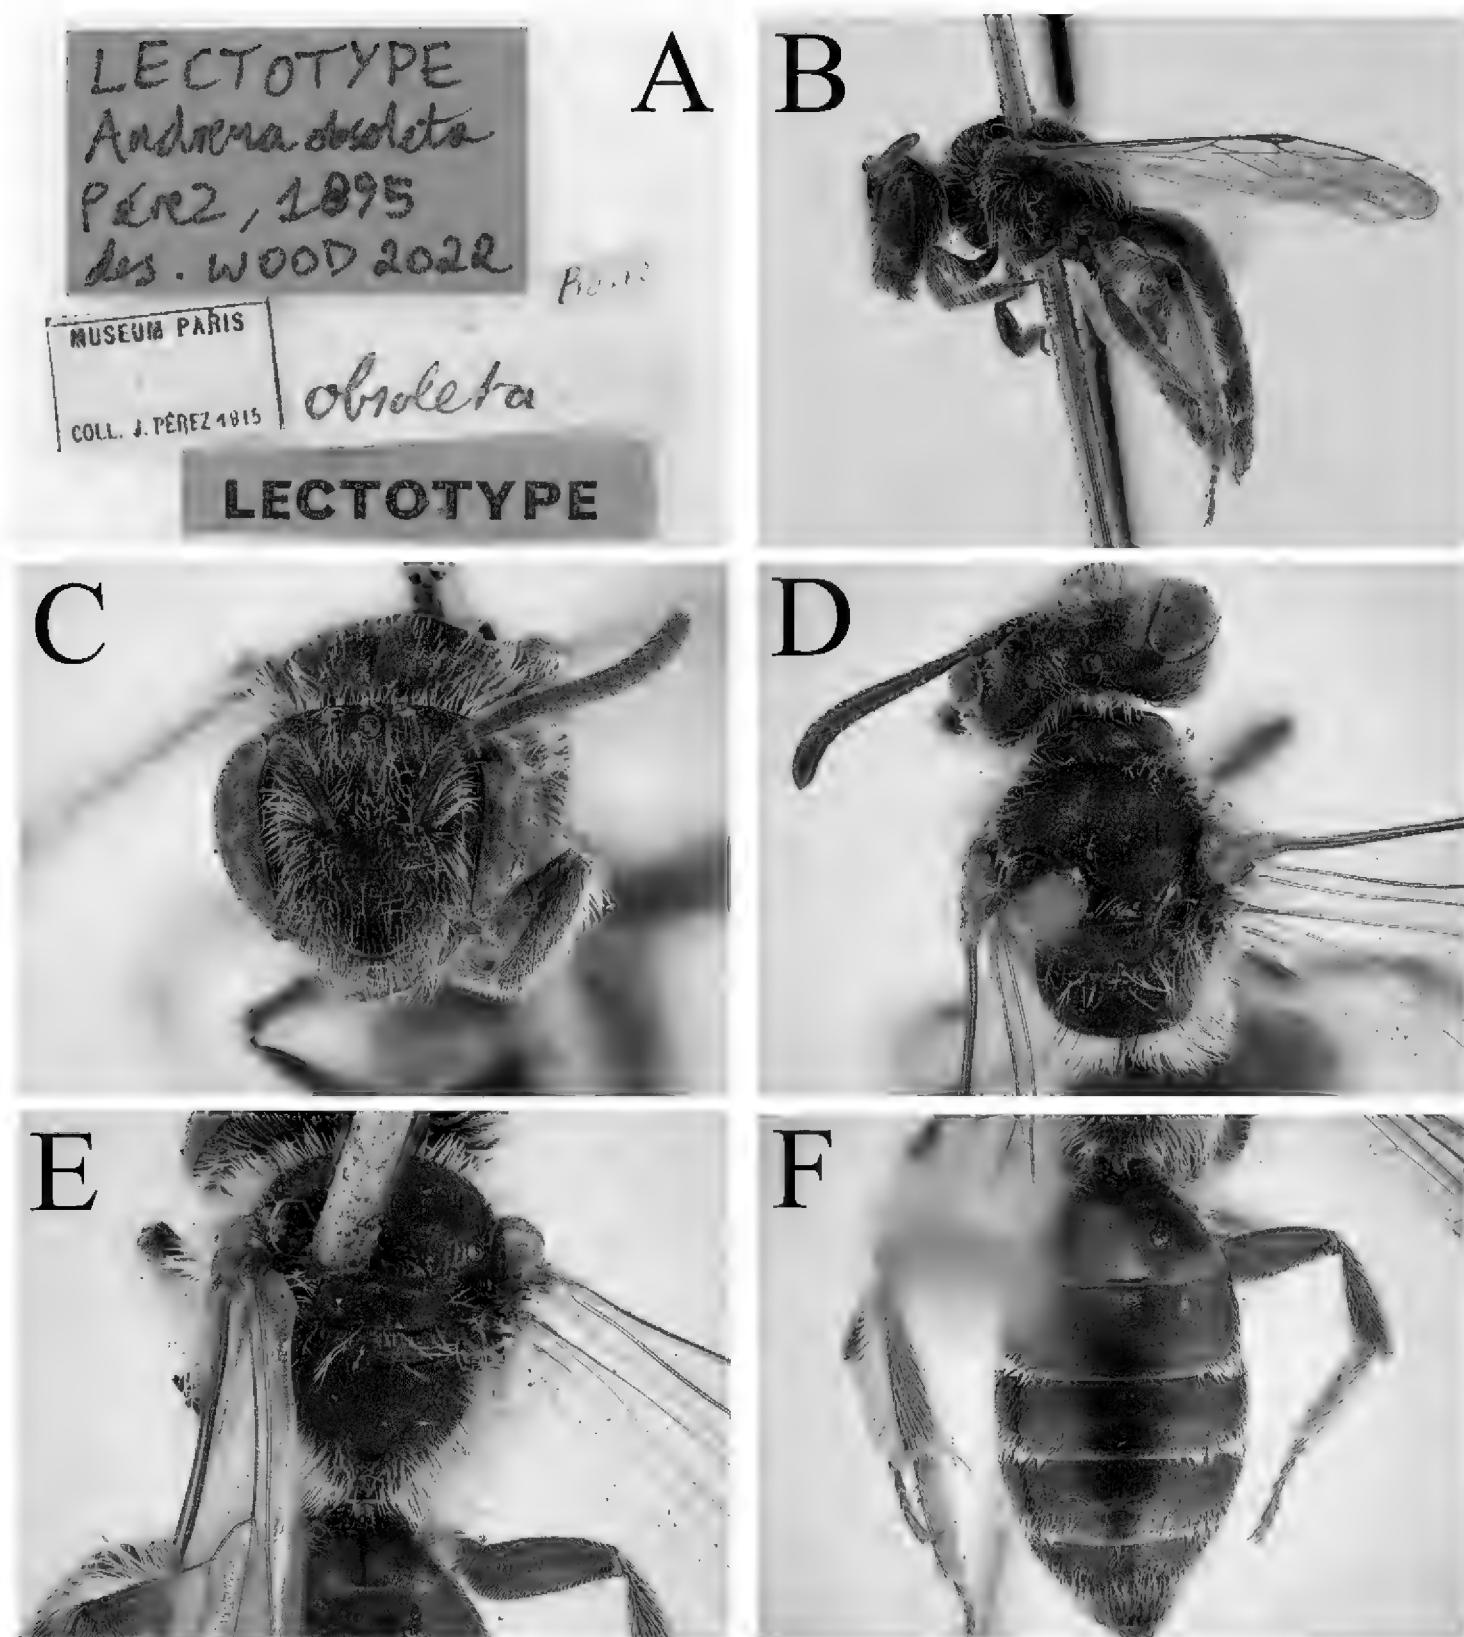 A
LECTOTYPE
Andrena obsoleta
Pérez, 1895
des. WOOD 2022
MUSEUM PARIS
COLL. J. PÉREZ 1915
obsoleta
LECTOTYPE
B
C
D
E
F